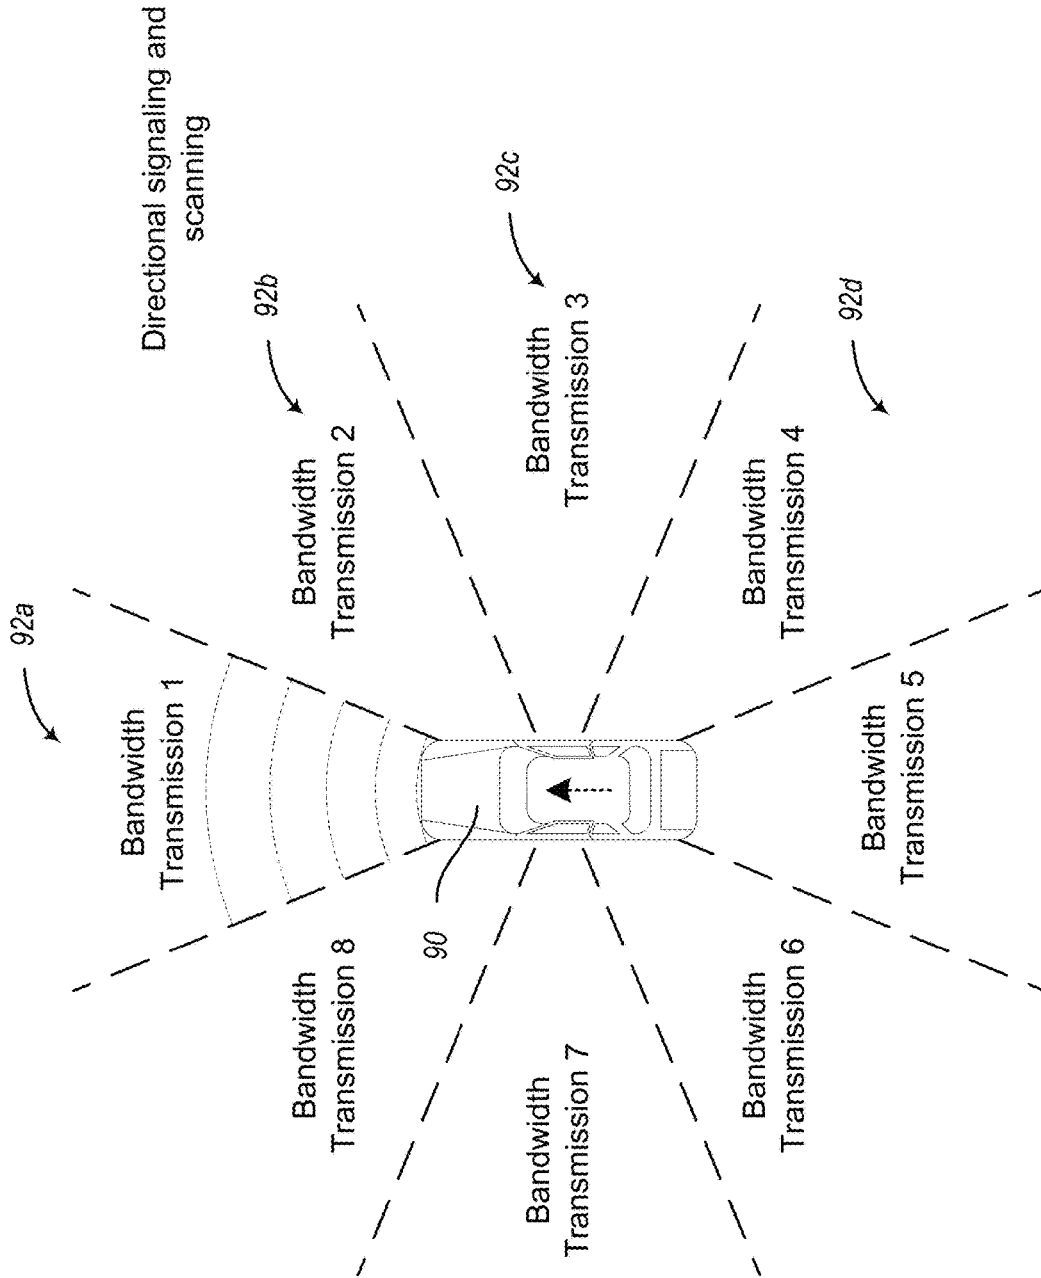 Directional signaling and
scanning
92a
Bandwidth
Transmission 1
92b
Bandwidth
Transmission 2
92c
Bandwidth
Transmission 3
92d
Bandwidth
Transmission 4
Bandwidth
Transmission 5
Bandwidth
Transmission 6
Bandwidth
Transmission 7
Bandwidth
Transmission 8
90